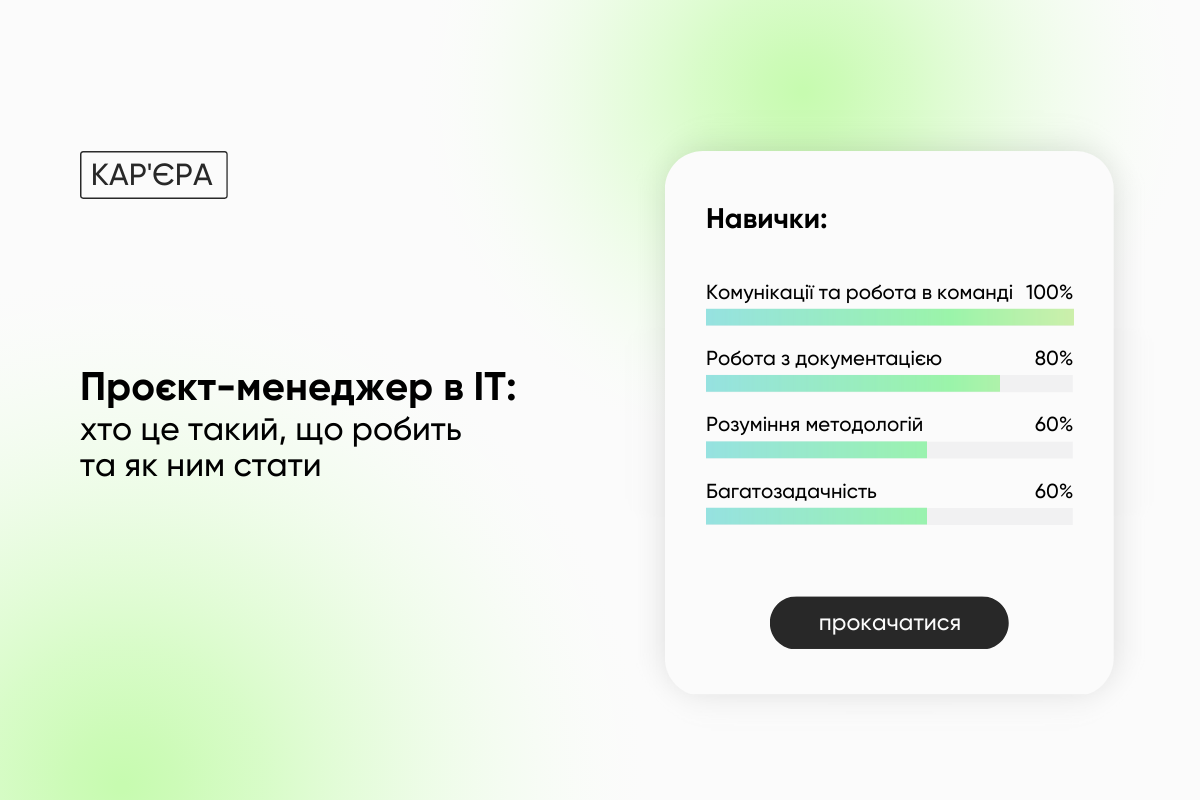 КАР'ЄРА
Проєкт-менеджер в ІТ:
хто це такий, що робить
та як ним стати
Навички:
Комунікації та робота в команді 100%
Робота з документацією 80%
Розуміння методологій 60%
Багатозадачність 60%
прокачатися